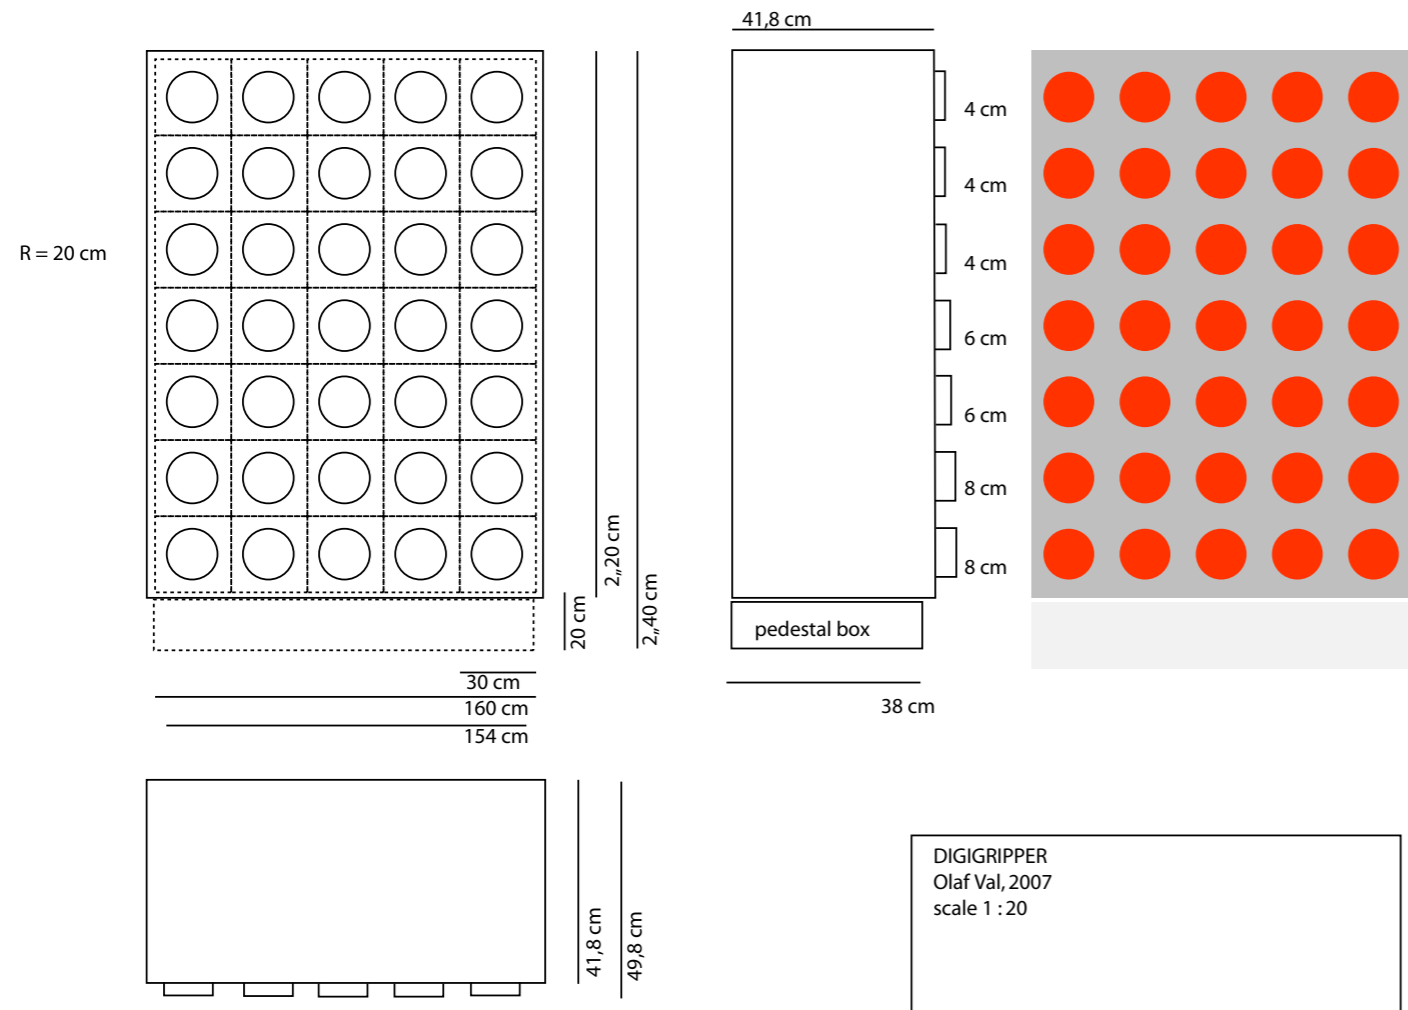 41,8 cm
4 cm
4 cm
R = 20 cm
4 cm
6 cm
6 cm
8 cm
8 cm
2,,20 cm
20 cm
2,,40 cm
pedestal box
30 cm
160 cm
154 cm
38 cm
41,8 cm
49,8 cm
DIGIGRIPPER
Olaf Val, 2007
scale 1 : 20